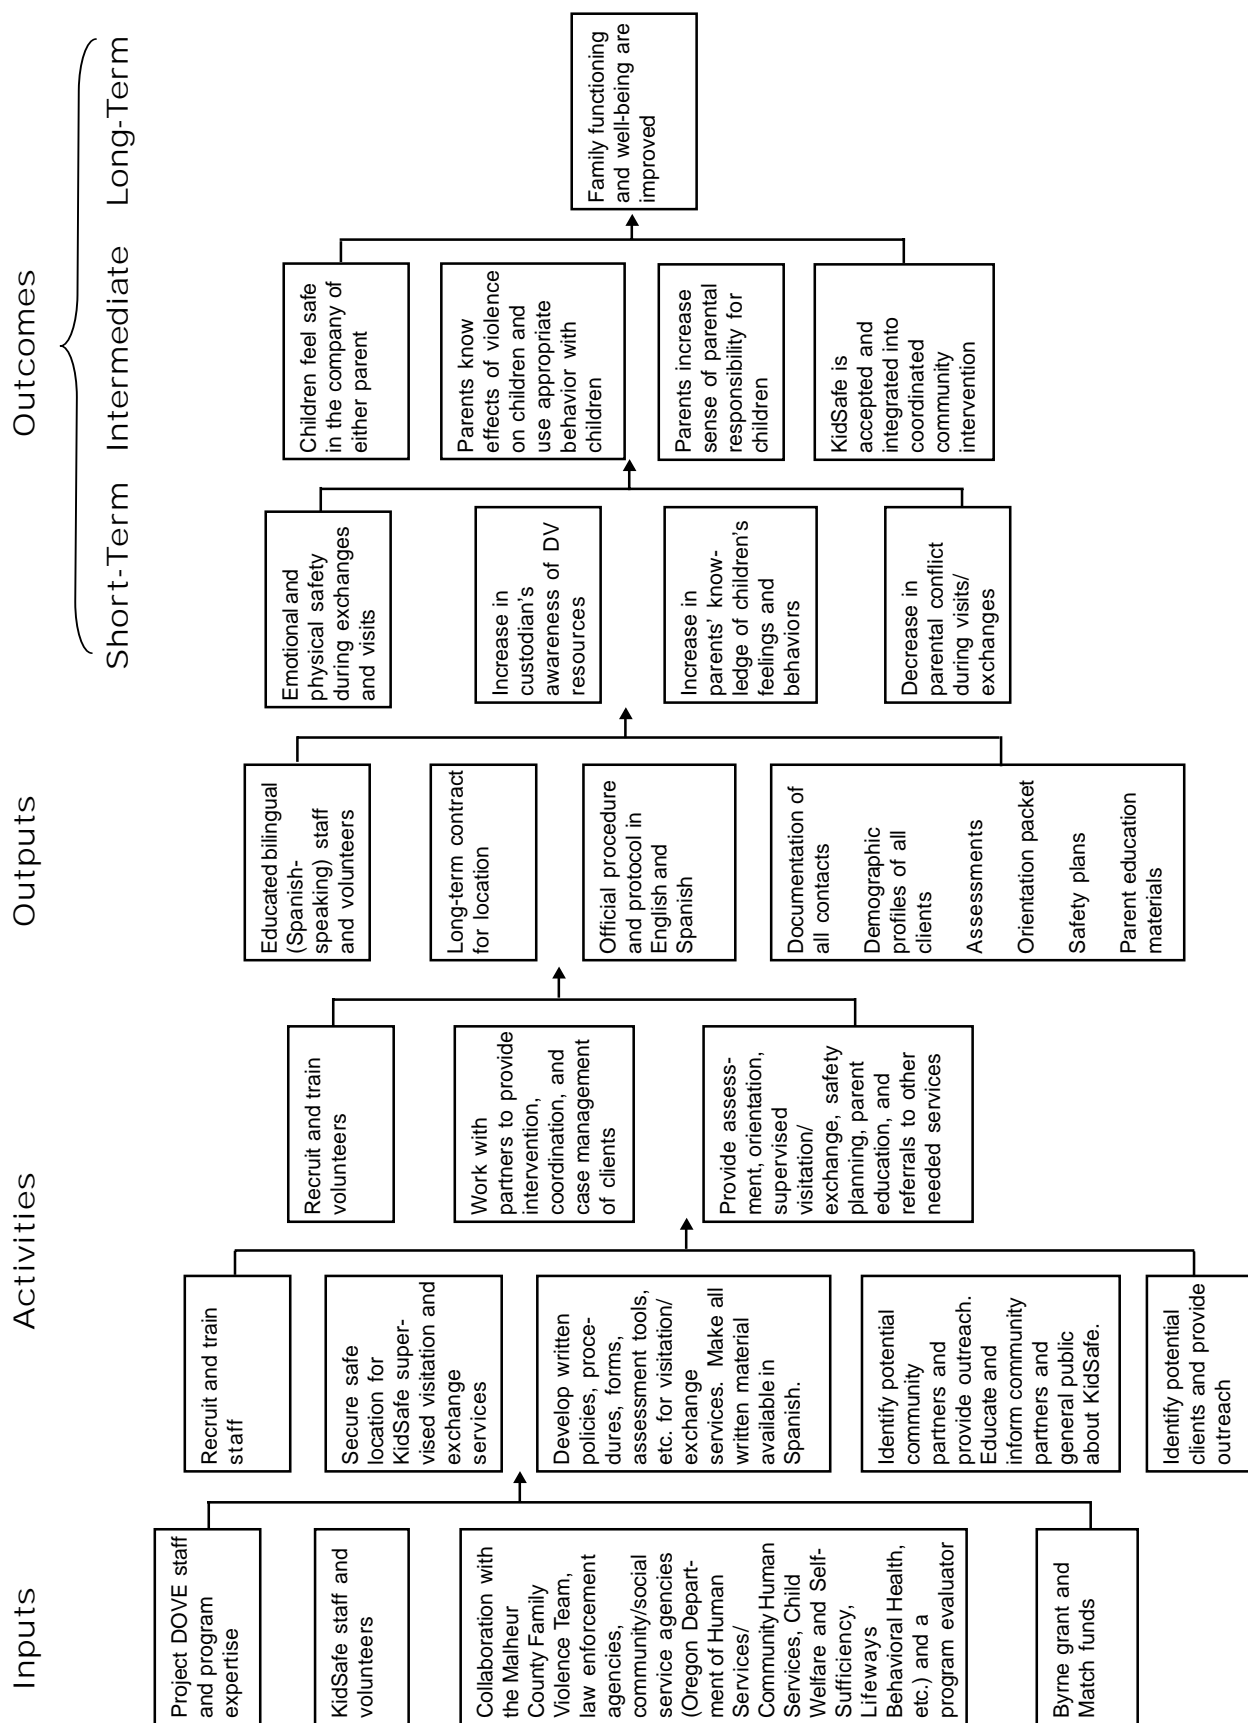 Inputs
Activities
Outputs
Outcomes
Short-Term
Intermediate
Long-Term
Project DOVE staff
and program
expertise
KidSafe staff and
volunteers
Collaboration with
the Malheur
County Family
Violence Team,
law enforcement
agencies,
community/social
service agencies
(Oregon Depart-
ment of Human
Services/
Community Human
Services, Child
Welfare and Self-
Sufficiency,
Lifeways
Behavioral Health,
etc.) and a
program evaluator
Byrne grant and
Match funds
Recruit and train
staff
Secure safe
location for
KidSafe super-
vised visitation and
exchange
services
Develop written
policies, proce-
dures, forms,
assessment tools,
etc. for visitation/
exchange
services. Make all
written material
available in
Spanish.
Identify potential
community
partners and
provide outreach.
Educate and
inform community
partners and
general public
about KidSafe.
Identify potential
clients and provide
outreach
Recruit and train
volunteers
Work with
partners to provide
intervention,
coordination, and
case management
of clients
Provide assess-
ment, orientation,
supervised
visitation/
exchange, safety
planning, parent
education, and
referrals to other
needed services
Educated bilingual
(Spanish-
speaking) staff
and volunteers
Long-term contract
for location
Official procedure
and protocol in
English and
Spanish
Documentation of
all contacts
Demographic
profiles of all
clients
Assessments
Orientation packet
Safety plans
Parent education
materials
Emotional and
physical safety
during exchanges
and visits
Increase in
custodian's
awareness of DV
resources
Increase in
parents' know-
ledge of children's
feelings and
behaviors
Decrease in
parental conflict
during visits/
exchanges
Children feel safe
in the company of
either parent
Parents know
effects of violence
on children and
use appropriate
behavior with
children
Parents increase
sense of parental
responsibility for
children
KidSafe is
accepted and
integrated into
coordinated
community
intervention
Family functioning
and well-being are
improved